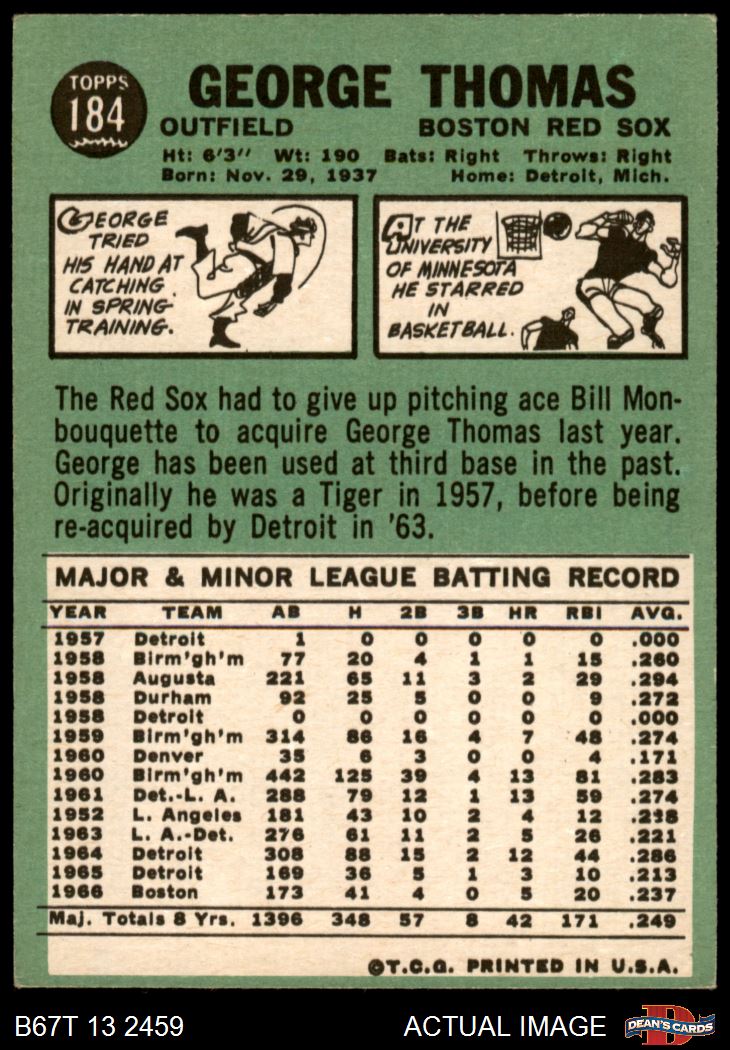 TOPPS
184
GEORGE THOMAS
OUTFIELD BOSTON RED SOX
Ht: 6'3" Wt: 190 Bats: Right Throws: Right
Born: Nov. 29, 1937 Home: Detroit, Mich.
GEORGE
TRIED
HIS HAND AT
CATCHING
IN SPRING
TRAINING.
AT THE
UNIVERSITY
OF MINNESOTA
HE STARRED
IN
BASKETBALL.
The Red Sox had to give up pitching ace Bill Mon-
bouquette to acquire George Thomas last year.
George has been used at third base in the past.
Originally he was a Tiger in 1957, before being
re-acquired by Detroit in '63.
MAJOR & MINOR LEAGUE BATTING RECORD
YEAR TEAM AB H 2B 3B HR RBI AVG.
1957 Detroit 1 0 0 0 0 0 .000
1958 Birm'gh'm 77 20 4 1 1 15 .260
1958 Augusta 221 65 11 3 2 29 .294
1958 Durham 92 25 5 0 0 9 .272
1958 Detroit 0 0 0 0 0 0 .000
1959 Birm'gh'm 314 86 16 4 7 48 .274
1960 Denver 35 6 3 0 0 4 .171
1960 Birm'gh'm 442 125 39 4 13 81 .283
1961 Det.-L. A. 288 79 12 1 13 59 .274
1952 L. Angeles 181 43 10 2 4 12 .238
1963 L. A.-Det. 276 61 11 2 5 26 .221
1964 Detroit 308 88 15 2 12 44 .286
1965 Detroit 169 36 5 1 3 10 .213
1966 Boston 173 41 4 0 5 20 .237
Maj. Totals 8 Yrs. 1396 348 57 8 42 171 .249
©T.C.G. PRINTED IN U.S.A.
B67T 13 2459 ACTUAL IMAGE
D
DEAN'S CARDS